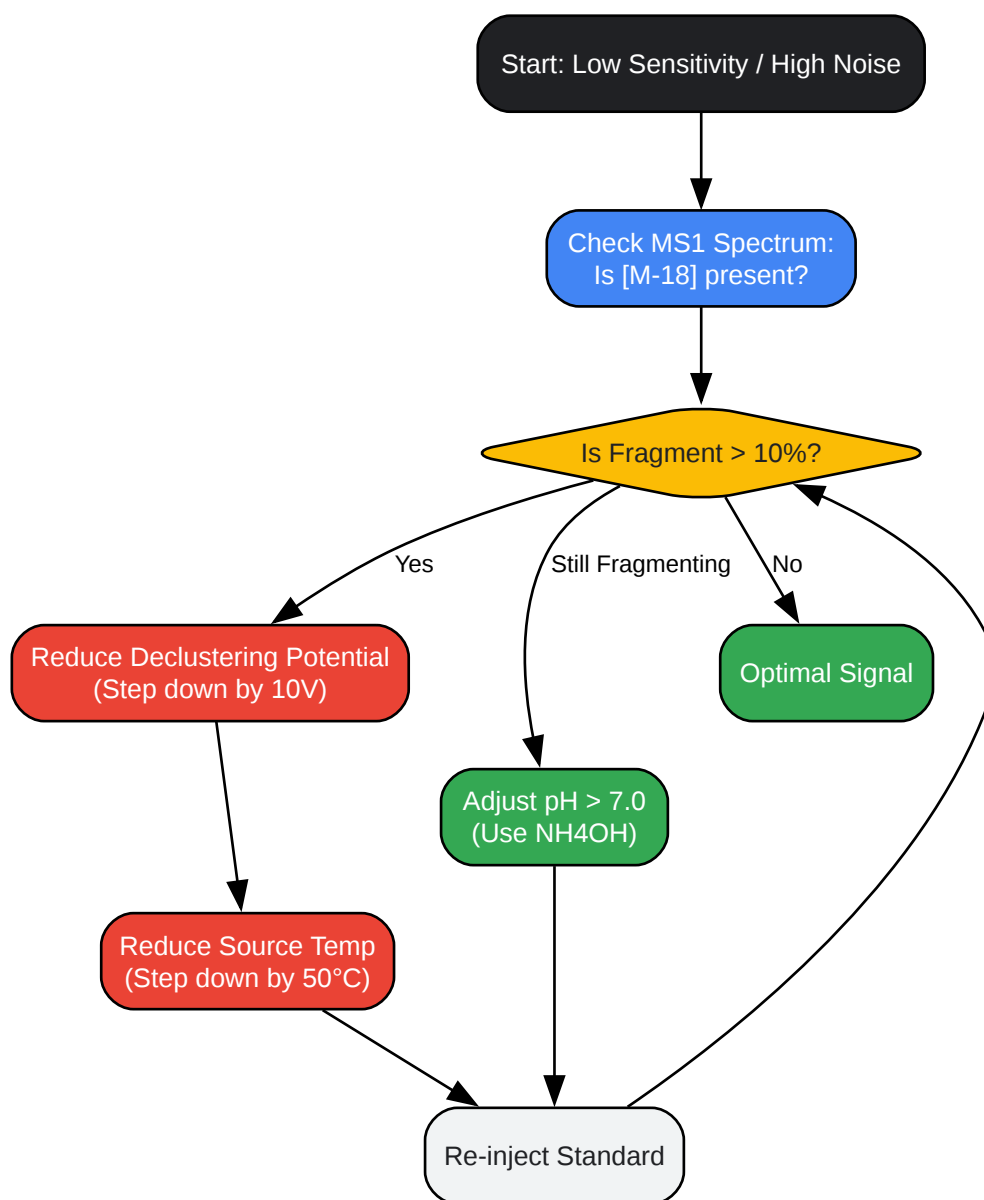 Start: Low Sensitivity / High Noise
Check MS1 Spectrum:
Is [M-18] present?
Is Fragment > 10%?
Yes
Still Fragmenting
No
Reduce Declustering Potential
(Step down by 10V)
Optimal Signal
Adjust pH > 7.0
(Use NH4OH)
Reduce Source Temp
(Step down by 50°C)
Re-inject Standard